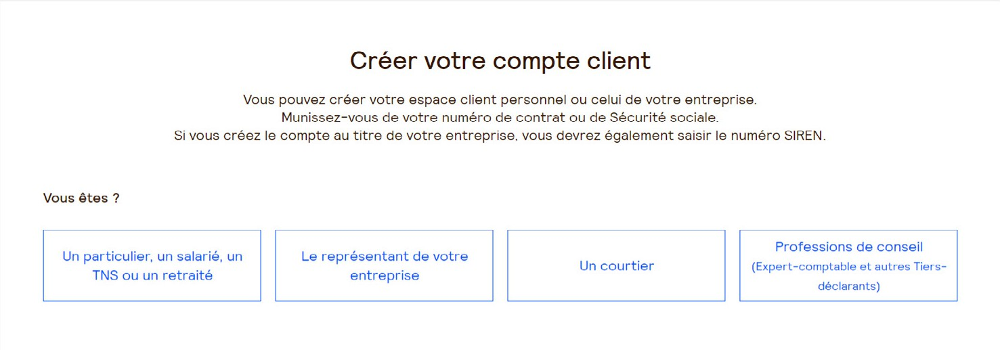 Créer votre compte client
Vous pouvez créer votre espace client personnel ou celui de votre entreprise.
Munissez-vous de votre numéro de contrat ou de Sécurité sociale.
Si vous créez le compte au titre de votre entreprise, vous devrez également saisir le numéro SIREN.
Vous êtes ?
Un particulier, un salarié, un
TNS ou un retraité
Le représentant de votre
entreprise
Un courtier
Professions de conseil
(Expert-comptable et autres Tiers-
déclarants)